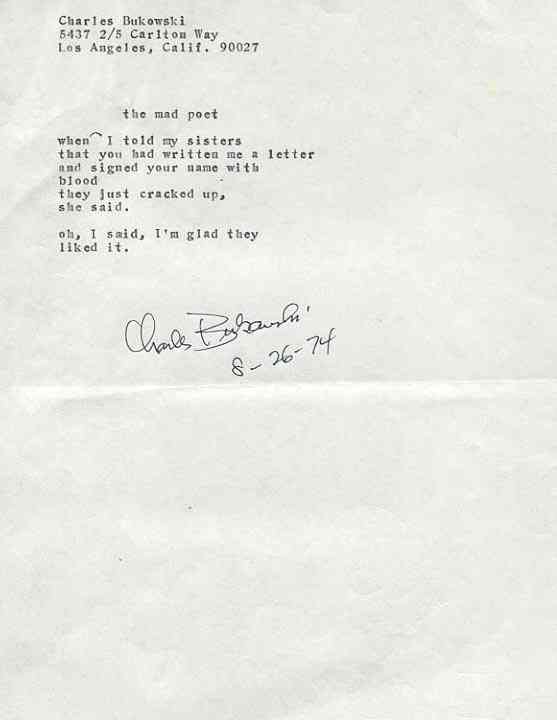 Charles Bukowski
5437 2/5 Carlton Way
Los Angeles, Calif. 90027
the mad poet
when I told my sisters
that you had written me a letter
and signed your name with
blood
they just cracked up,
she said.
oh, I said, I'm glad they
liked it.
Charles Bukowski
8-26-74